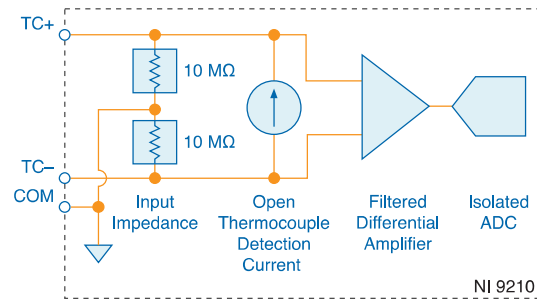 TC+
10 MΩ
10 MΩ
TC–
COM
Input
Impedance
Open
Thermocouple
Detection
Current
Filtered
Differential
Amplifier
Isolated
ADC
NI 9210